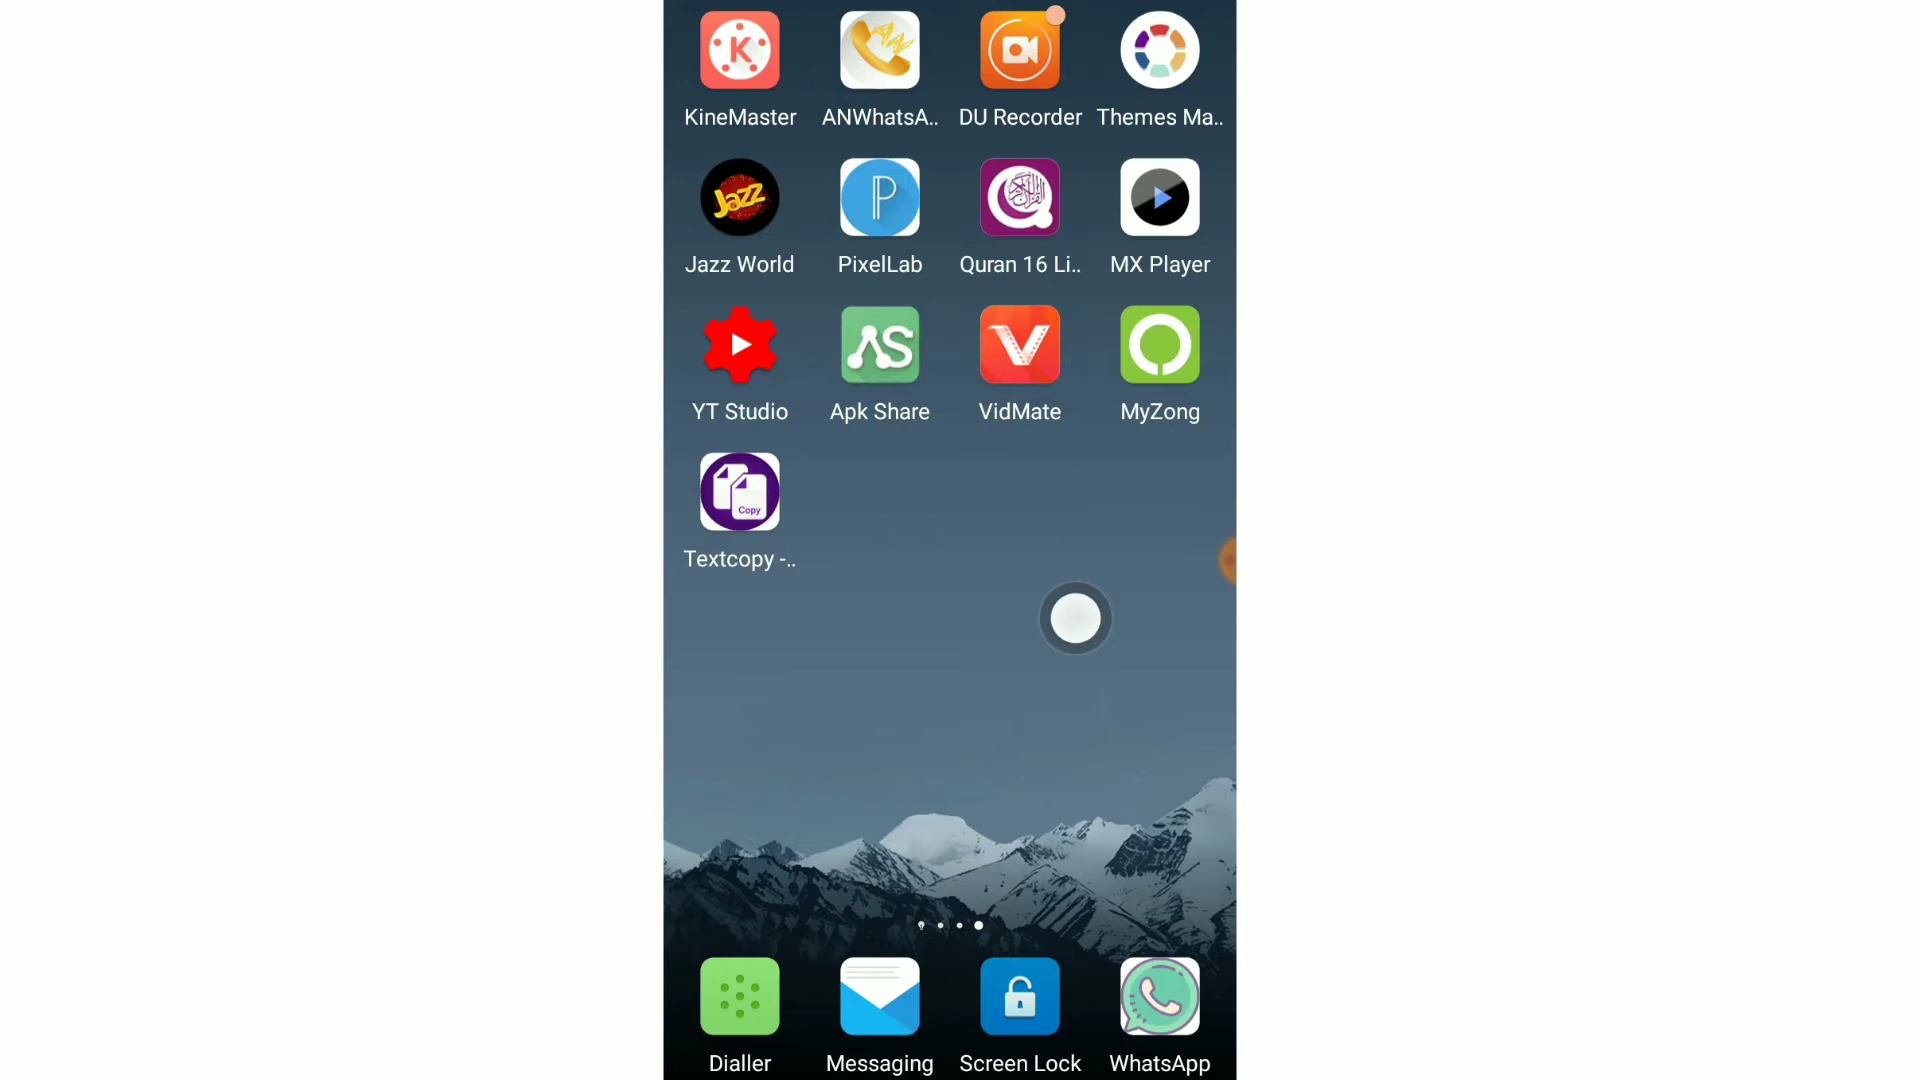 KineMaster
ANWhatsA..
DU Recorder
Themes Ma..
Jazz
Jazz World
PixelLab
Quran 16 Li..
MX Player
YT Studio
Apk Share
VidMate
MyZong
Copy
Textcopy -..
Dialler
Messaging
Screen Lock
WhatsApp